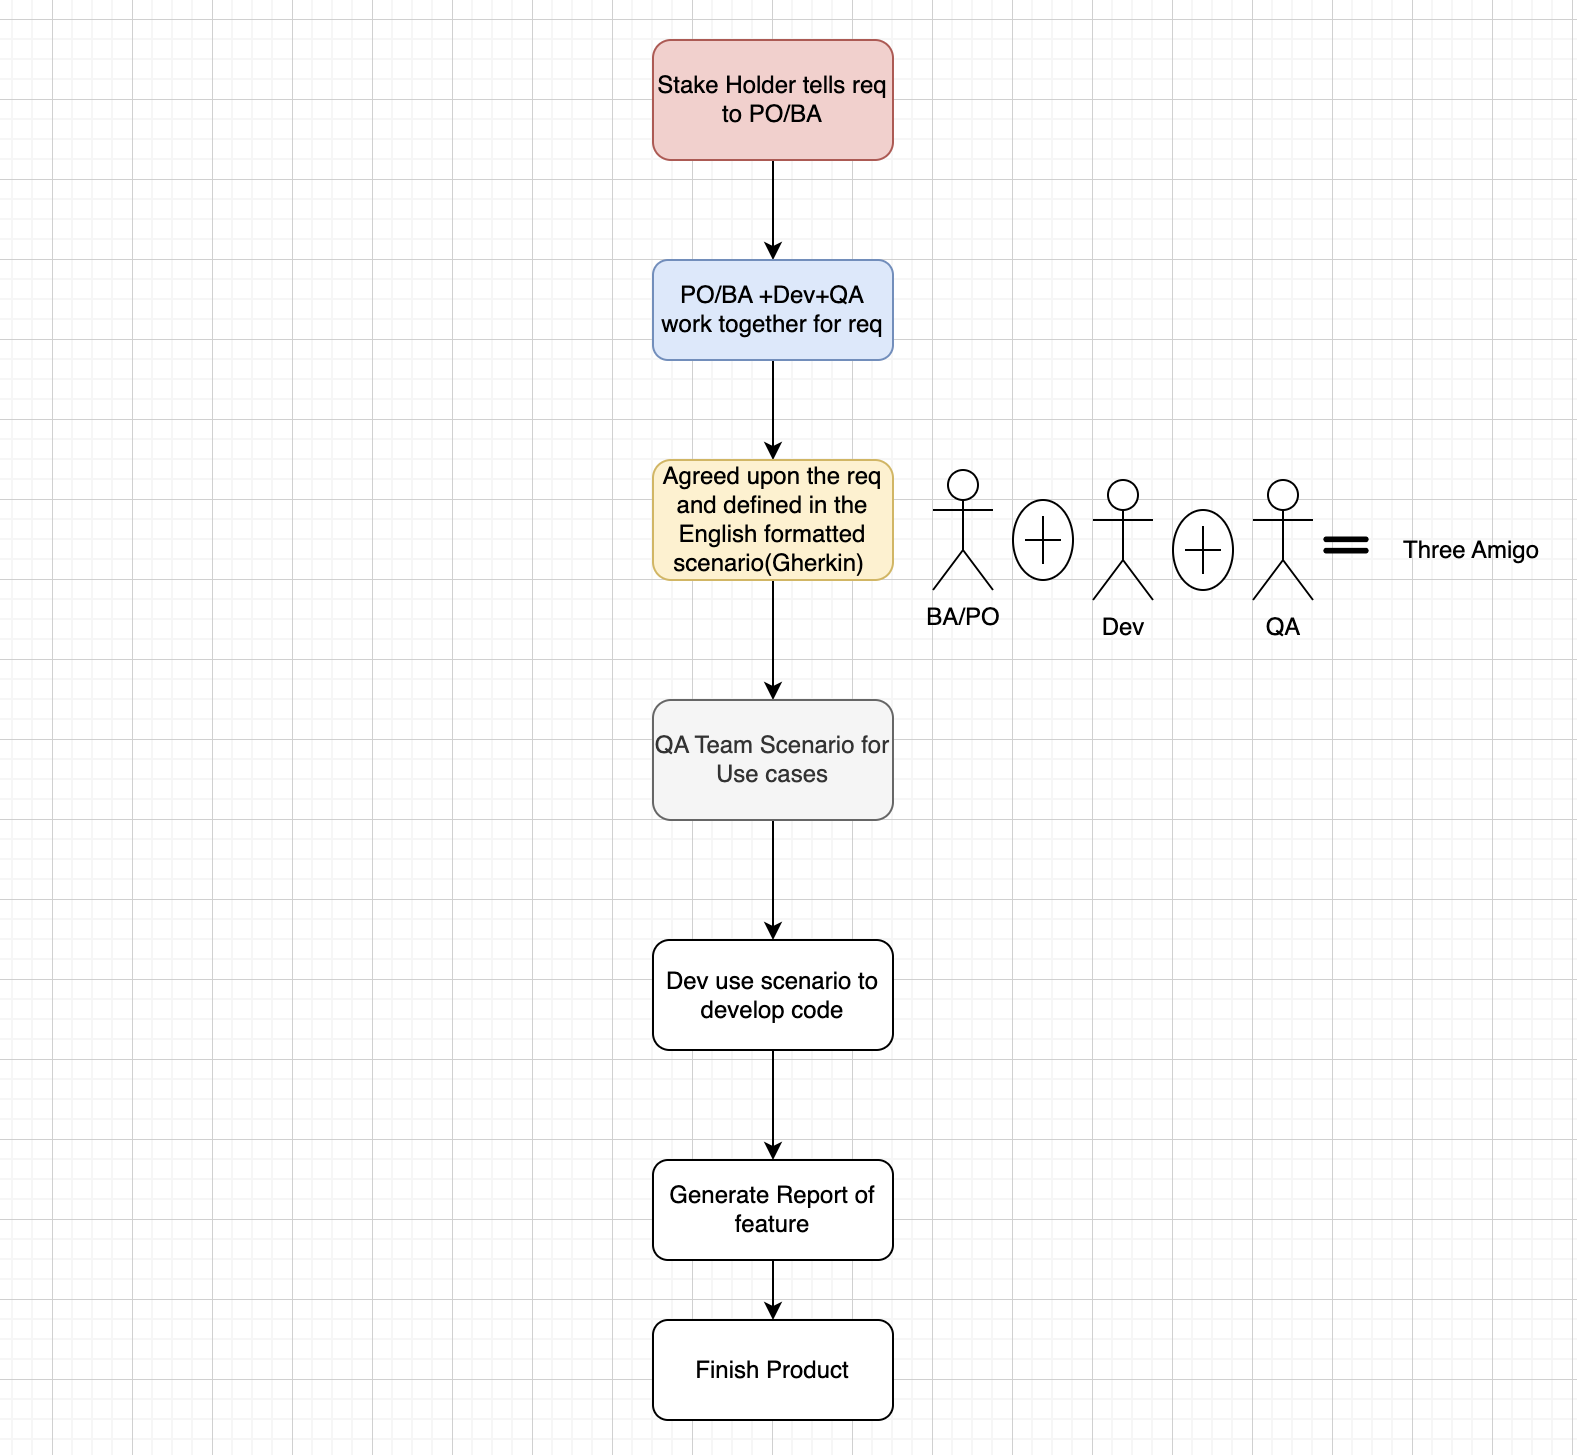 Stake Holder tells req
to PO/BA
PO/BA +Dev+QA
work together for req
Agreed upon the req
and defined in the
English formatted
scenario(Gherkin)
BA/PO
Dev
QA
Three Amigo
QA Team Scenario for
Use cases
Dev use scenario to
develop code
Generate Report of
feature
Finish Product